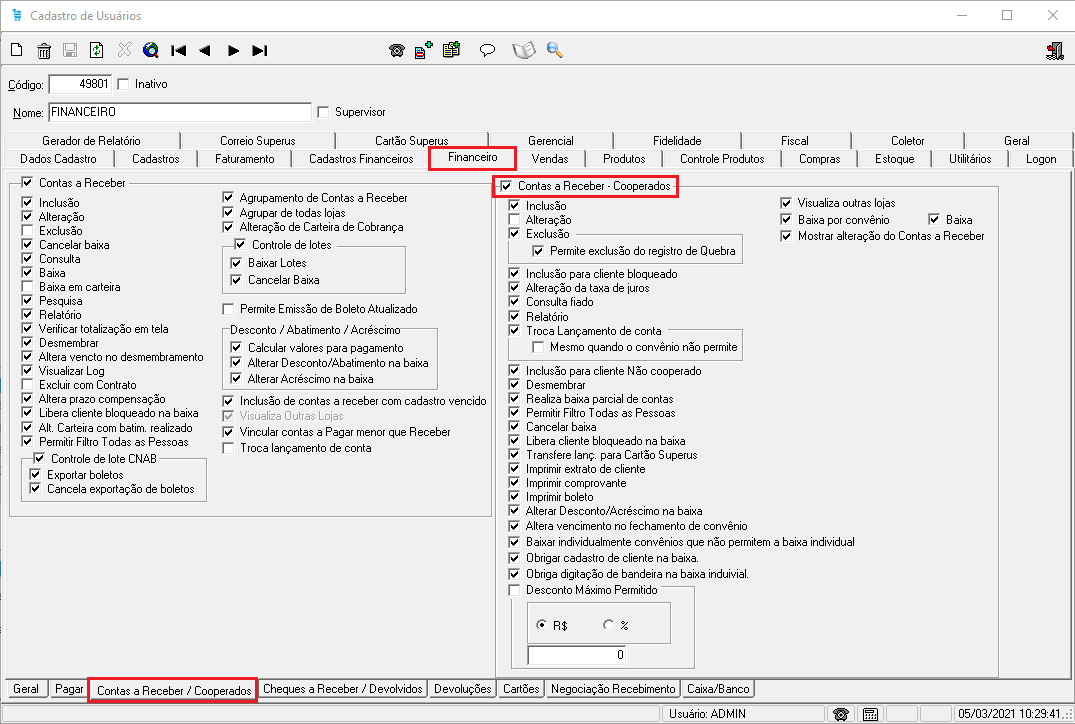 Cadastro de Usuários
Código: 49801 Inativo
Nome: FINANCEIRO Supervisor
Gerador de Relatório Correio Superus Cartão Superus Gerencial Fidelidade Fiscal Coletor Geral
Dados Cadastro Cadastros Faturamento Cadastros Financeiros Financeiro Vendas Produtos Controle Produtos Compras Estoque Utilitários Logon
Contas a Receber
Inclusão
Alteração
Exclusão
Cancelar baixa
Consulta
Baixa
Baixa em carteira
Pesquisa
Relatório
Verificar totalização em tela
Desmembrar
Altera vencto no desmembramento
Visualizar Log
Excluir com Contrato
Altera prazo compensação
Libera cliente bloqueado na baixa
Alt. Carteira com batim. realizado
Permitir Filtro Todas as Pessoas
Controle de lote CNAB
Exportar boletos
Cancela exportação de boletos
Agrupamento de Contas a Receber
Agrupar de todas lojas
Alteração de Carteira de Cobrança
Controle de lotes
Baixar Lotes
Cancelar Baixa
Permite Emissão de Boleto Atualizado
Desconto / Abatimento / Acréscimo
Calcular valores para pagamento
Alterar Desconto/Abatimento na baixa
Alterar Acréscimo na baixa
Inclusão de contas a receber com cadastro vencido
Visualiza Outras Lojas
Vincular contas a Pagar menor que Receber
Troca lançamento de conta
Contas a Receber - Cooperados
Inclusão
Alteração
Exclusão
Permite exclusão do registro de Quebra
Inclusão para cliente bloqueado
Alteração da taxa de juros
Consulta fiado
Relatório
Troca Lançamento de conta
Mesmo quando o convênio não permite
Inclusão para cliente Não cooperado
Desmembrar
Realiza baixa parcial de contas
Permitir Filtro Todas as Pessoas
Cancelar baixa
Libera cliente bloqueado na baixa
Transfere lanç. para Cartão Superus
Imprimir extrato de cliente
Imprimir comprovante
Imprimir boleto
Alterar Desconto/Acréscimo na baixa
Altera vencimento no fechamento de convênio
Baixar individualmente convênios que não permitem a baixa individual
Obrigar cadastro de cliente na baixa.
Obriga digitação de bandeira na baixa induivial.
Desconto Máximo Permitido
R$ %
0
Visualiza outras lojas
Baixa por convênio Baixa
Mostrar alteração do Contas a Receber
Geral Pagar Contas a Receber / Cooperados Cheques a Receber / Devolvidos Devoluções Cartões Negociação Recebimento Caixa/Banco
Usuário: ADMIN 05/03/2021 10:29:41